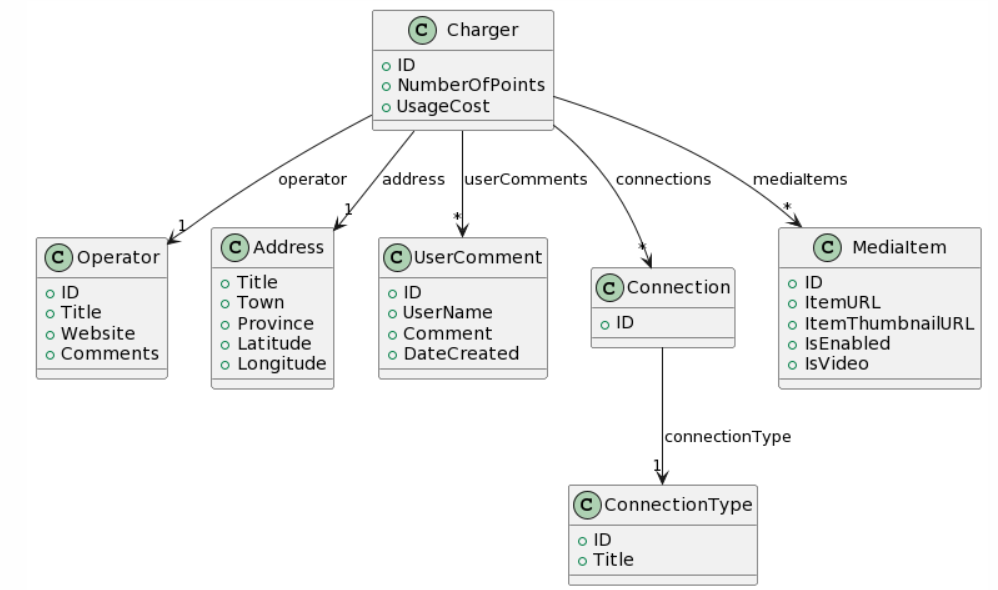 C Charger
ID
NumberOfPoints
UsageCost
operator
address
userComments
connections
mediaItems
1
1
*
*
*
C Operator
ID
Title
Website
Comments
C Address
Title
Town
Province
Latitude
Longitude
C UserComment
ID
UserName
Comment
DateCreated
C Connection
ID
C MediaItem
ID
ItemURL
ItemThumbnailURL
IsEnabled
IsVideo
connectionType
1
C ConnectionType
ID
Title